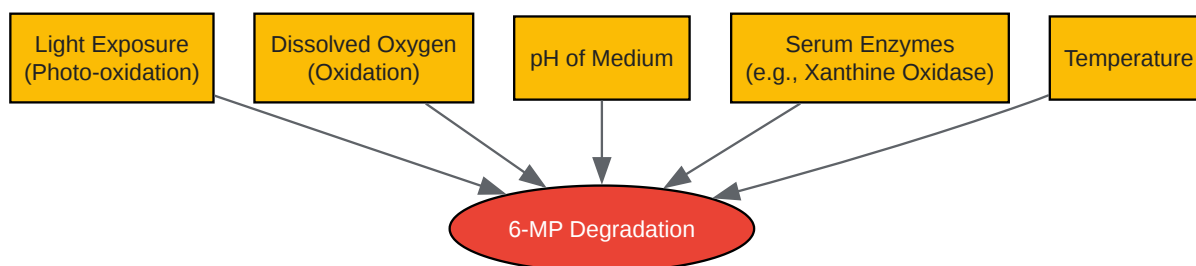 Light Exposure
(Photo-oxidation)
Dissolved Oxygen
(Oxidation)
pH of Medium
Serum Enzymes
(e.g., Xanthine Oxidase)
Temperature
6-MP Degradation